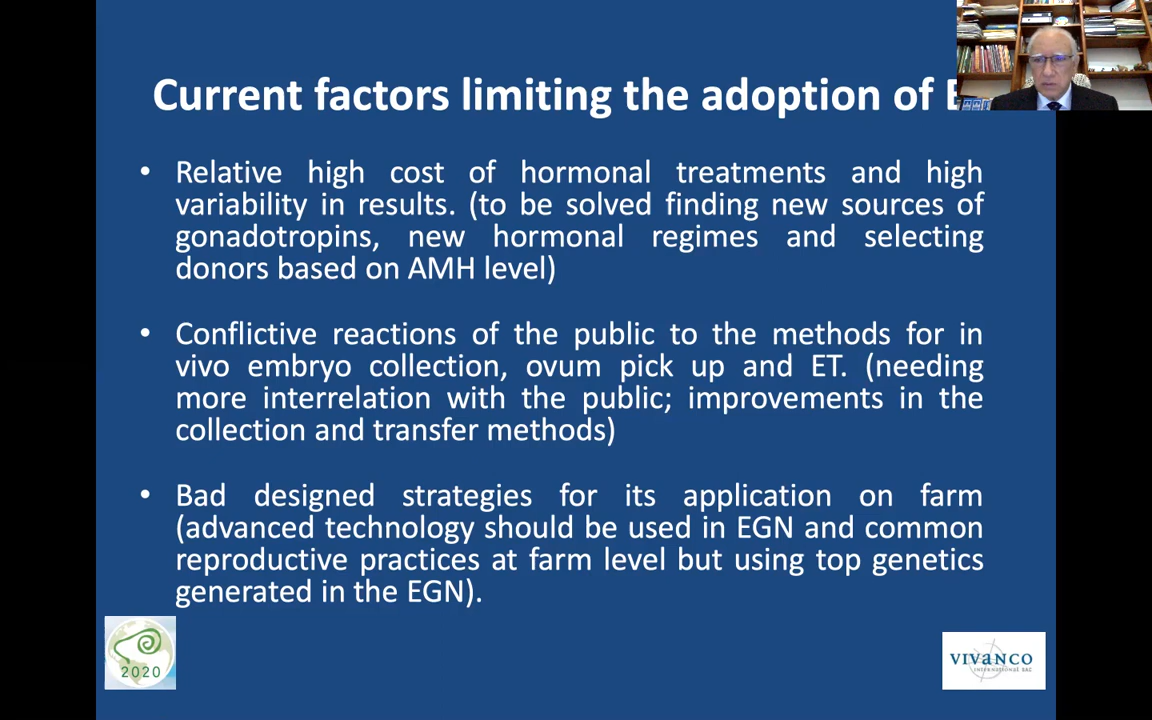 Current factors limiting the adoption of
• Relative high cost of hormonal treatments and high
variability in results. (to be solved finding new sources of
gonadotropins, new hormonal regimes and selecting
donors based on AMH level)
• Conflictive reactions of the public to the methods for in
vivo embryo collection, ovum pick up and ET. (needing
more interrelation with the public; improvements in the
collection and transfer methods)
• Bad designed strategies for its application on farm
(advanced technology should be used in EGN and common
reproductive practices at farm level but using top genetics
generated in the EGN).
2020
VIVANCO
International SAC